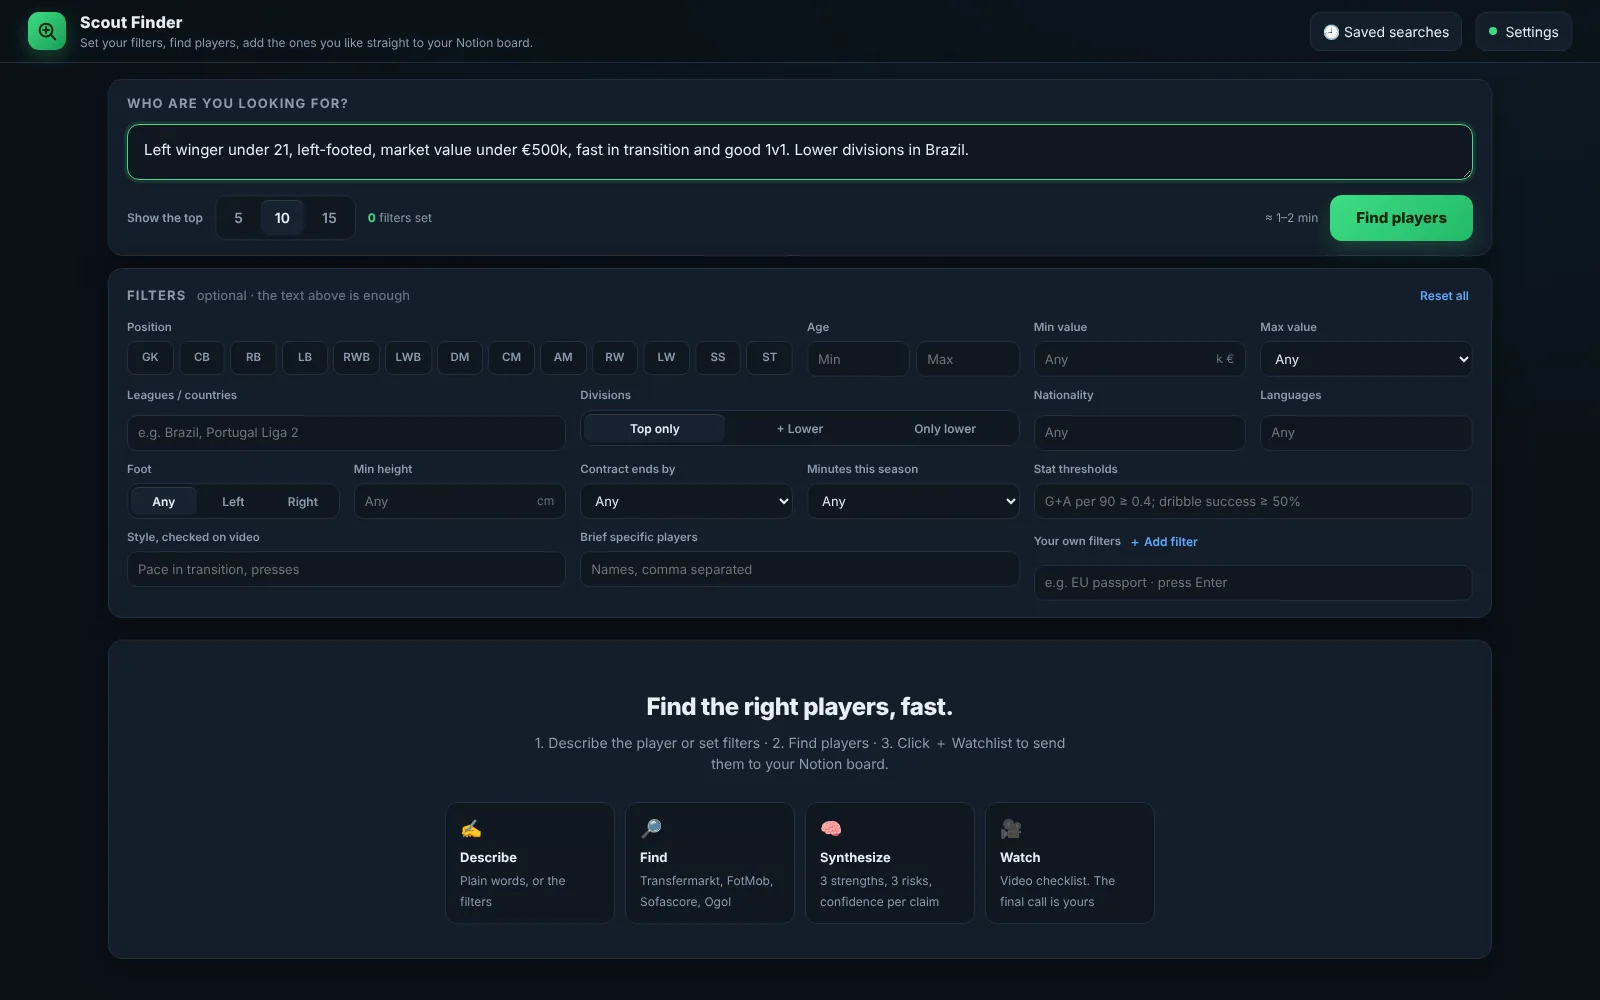 Scout Finder
Set your filters, find players, add the ones you like straight to your Notion board.
Saved searches
Settings
WHO ARE YOU LOOKING FOR?
Left winger under 21, left-footed, market value under €500k, fast in transition and good 1v1. Lower divisions in Brazil.
Show the top 5 10 15 0 filters set
≈ 1–2 min
Find players
FILTERS optional · the text above is enough
Reset all
Position
GK CB RB LB RWB LWB DM CM AM RW LW SS ST
Age
Min Max
Min value
Any k €
Max value
Any
Leagues / countries
e.g. Brazil, Portugal Liga 2
Divisions
Top only + Lower Only lower
Nationality
Any
Languages
Any
Foot
Any Left Right
Min height
Any cm
Contract ends by
Any
Minutes this season
Any
Stat thresholds
G+A per 90 ≥ 0.4; dribble success ≥ 50%
Style, checked on video
Pace in transition, presses
Brief specific players
Names, comma separated
Your own filters + Add filter
e.g. EU passport · press Enter
Find the right players, fast.
1. Describe the player or set filters · 2. Find players · 3. Click + Watchlist to send
them to your Notion board.
Describe
Plain words, or the
filters
Find
Transfermarkt, FotMob,
Sofascore, Ogol
Synthesize
3 strengths, 3 risks,
confidence per claim
Watch
Video checklist. The
final call is yours